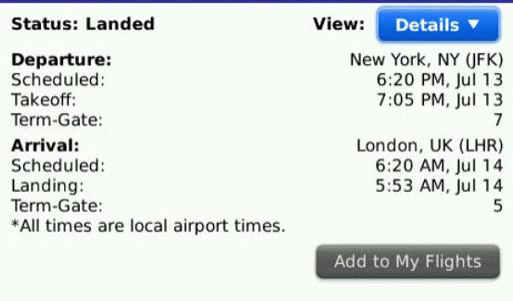 Status: Landed View: Details ▼
Departure: New York, NY (JFK)
Scheduled: 6:20 PM, Jul 13
Takeoff: 7:05 PM, Jul 13
Term-Gate: 7
Arrival: London, UK (LHR)
Scheduled: 6:20 AM, Jul 14
Landing: 5:53 AM, Jul 14
Term-Gate: 5
*All times are local airport times.
Add to My Flights